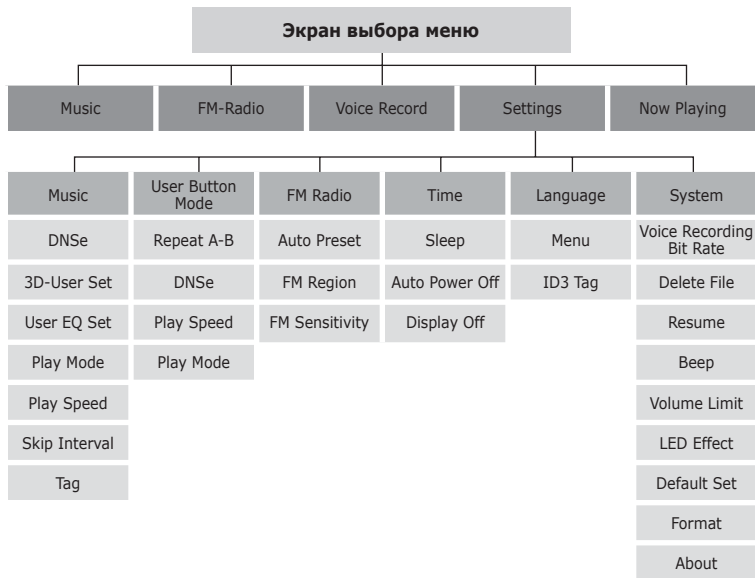 Экран выбора меню
Music
FM-Radio
Voice Record
Settings
Now Playing
Music
DNSe
3D-User Set
User EQ Set
Play Mode
Play Speed
Skip Interval
Tag
User Button
Mode
Repeat A-B
DNSe
Play Speed
Play Mode
FM Radio
Auto Preset
FM Region
FM Sensitivity
Time
Sleep
Auto Power Off
Display Off
Language
Menu
ID3 Tag
System
Voice Recording
Bit Rate
Delete File
Resume
Beep
Volume Limit
LED Effect
Default Set
Format
About